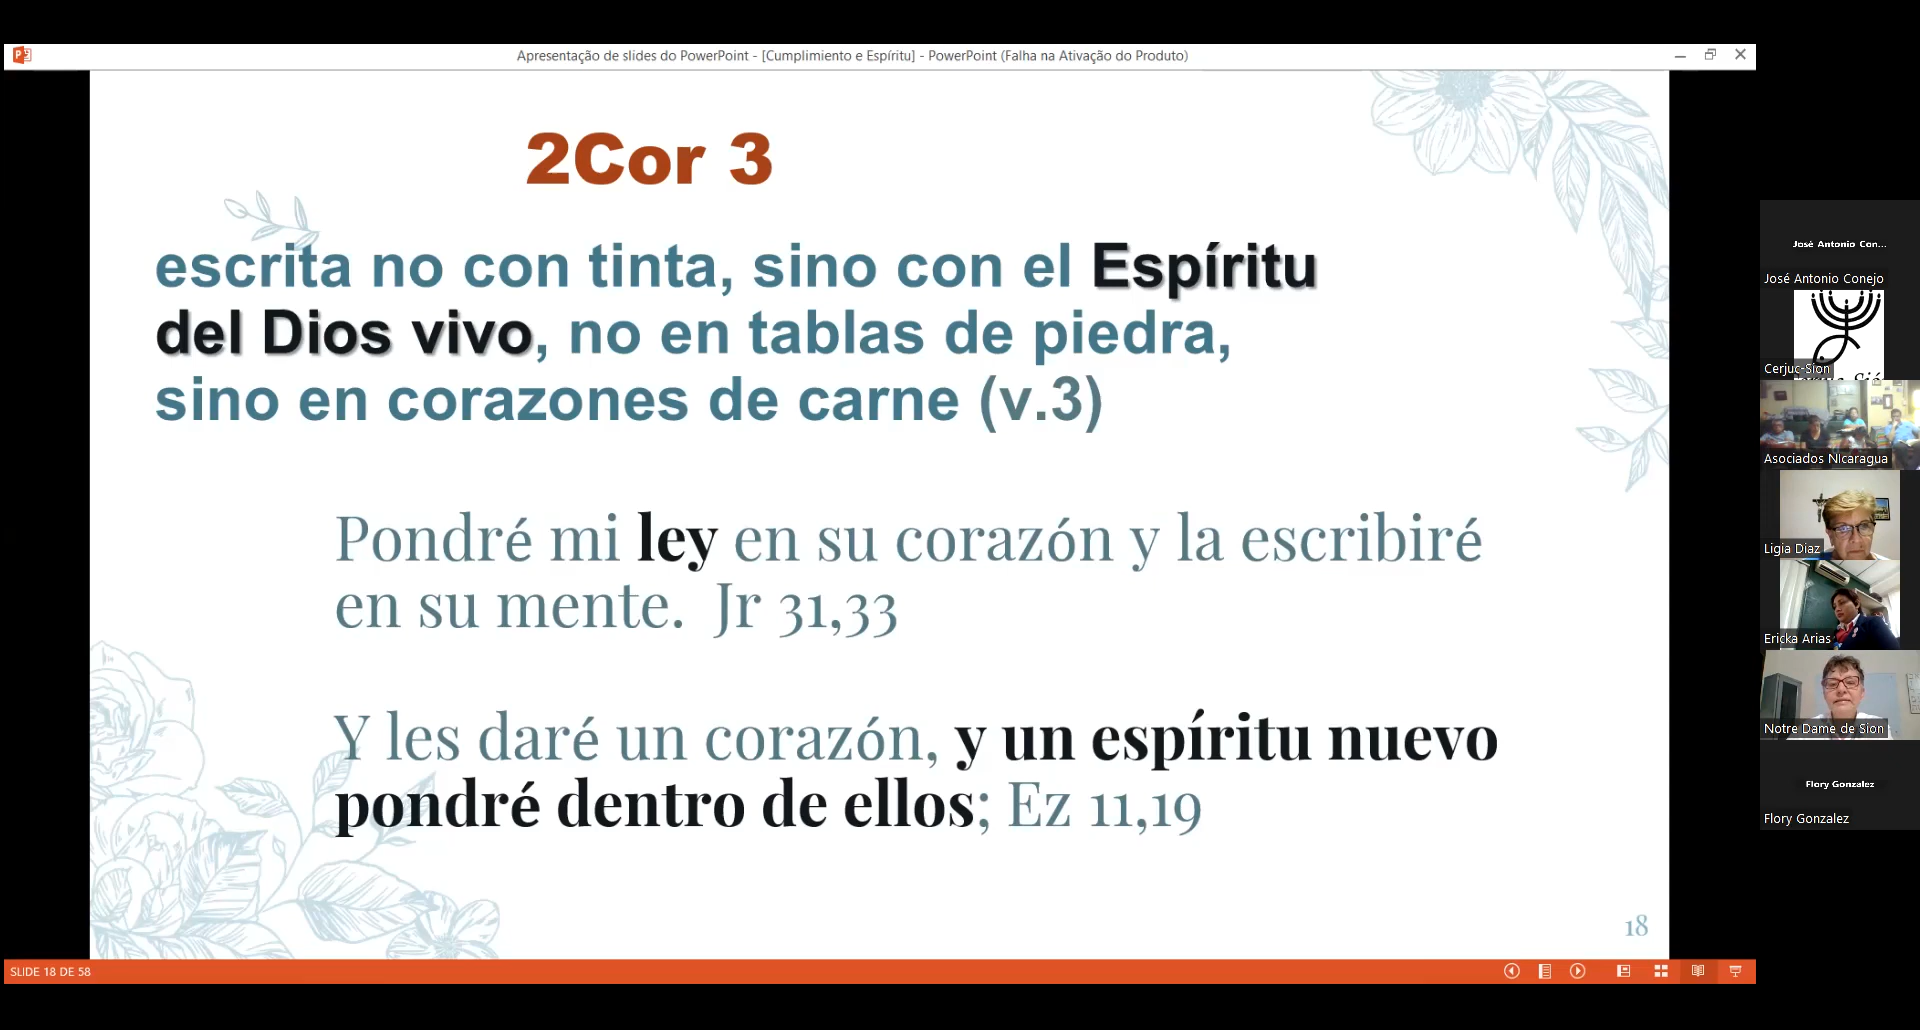 Apresentação de slides do PowerPoint - [Cumplimiento e Espíritu] - PowerPoint (Falha na Ativação do Produto)
2Cor 3
escrita no con tinta, sino con el Espíritu
del Dios vivo, no en tablas de piedra,
sino en corazones de carne (v.3)
Pondré mi ley en su corazón y la escribiré
en su mente. Jr 31,33
Y les daré un corazón, y un espíritu nuevo
pondré dentro de ellos; Ez 11,19
18
SLIDE 18 DE 58
José Antonio Con...
José Antonio Conejo
Cerjuc-Sion
Asociados NIcaragua
Ligia Diaz
Ericka Arias
Notre Dame de Sion
Flory Gonzalez
Flory Gonzalez